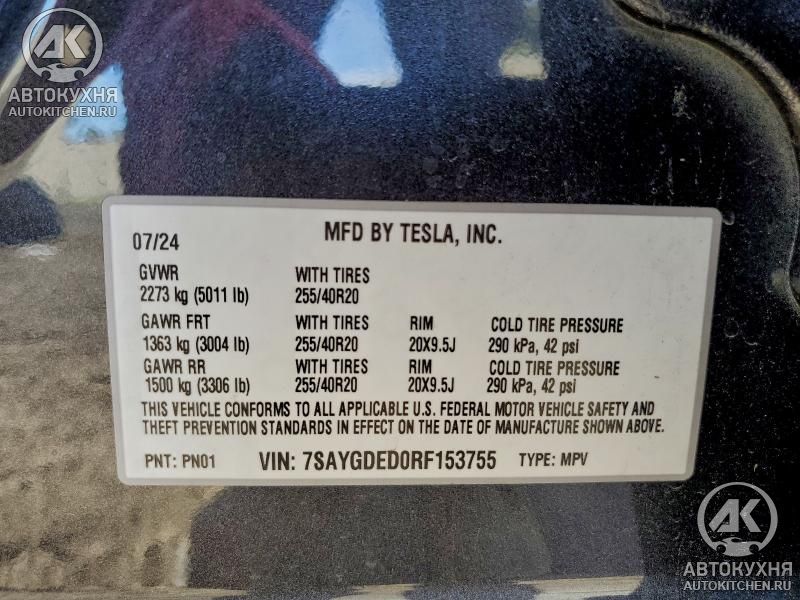 АК
АВТОКУХНЯ
AUTOKITCHEN.RU
07/24 MFD BY TESLA, INC.
GVWR WITH TIRES
2273 kg (5011 lb) 255/40R20
GAWR FRT WITH TIRES RIM COLD TIRE PRESSURE
1363 kg (3004 lb) 255/40R20 20X9.5J 290 kPa, 42 psi
GAWR RR WITH TIRES RIM COLD TIRE PRESSURE
1500 kg (3306 lb) 255/40R20 20X9.5J 290 kPa, 42 psi
THIS VEHICLE CONFORMS TO ALL APPLICABLE U.S. FEDERAL MOTOR VEHICLE SAFETY AND
THEFT PREVENTION STANDARDS IN EFFECT ON THE DATE OF MANUFACTURE SHOWN ABOVE.
PNT: PN01 VIN: 7SAYGDED0RF153755 TYPE: MPV
АК
АВТОКУХНЯ
AUTOKITCHEN.RU